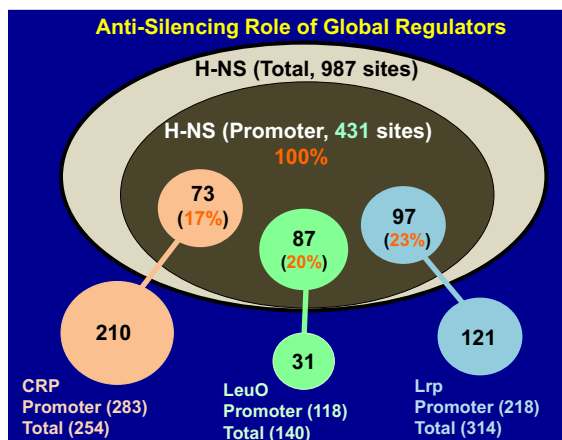 Anti-Silencing Role of Global Regulators
H-NS (Total, 987 sites)
H-NS (Promoter, 431 sites)
100%
73
(17%)
87
(20%)
97
(23%)
210
31
121
CRP
Promoter (283)
Total (254)
LeuO
Promoter (118)
Total (140)
Lrp
Promoter (218)
Total (314)